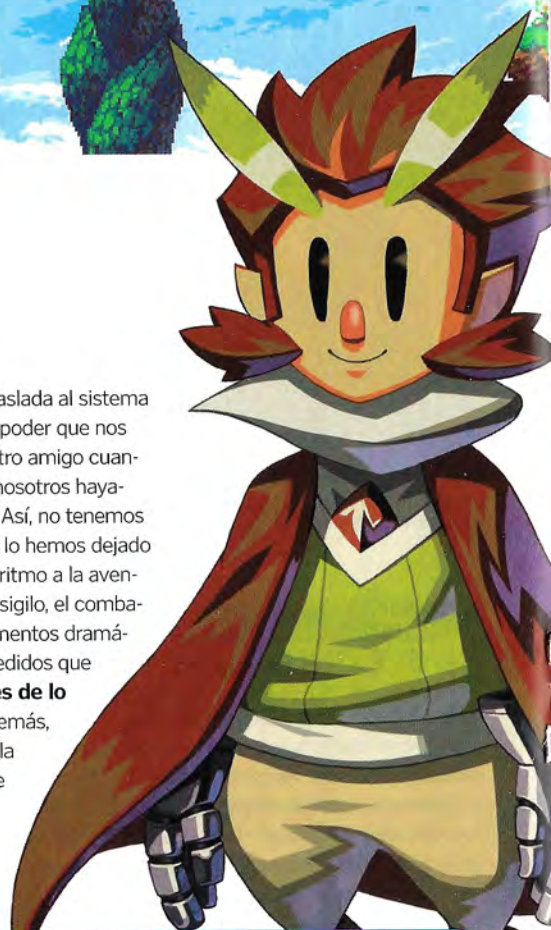 aslada al sistema
poder que nos
tro amigo cuan-
nosotros haya-
Así, no tenemos
lo hemos dejado
ritmo a la aven-
sigilo, el comba-
mentos dramá-
edidos que
es de lo
emás,
la
e